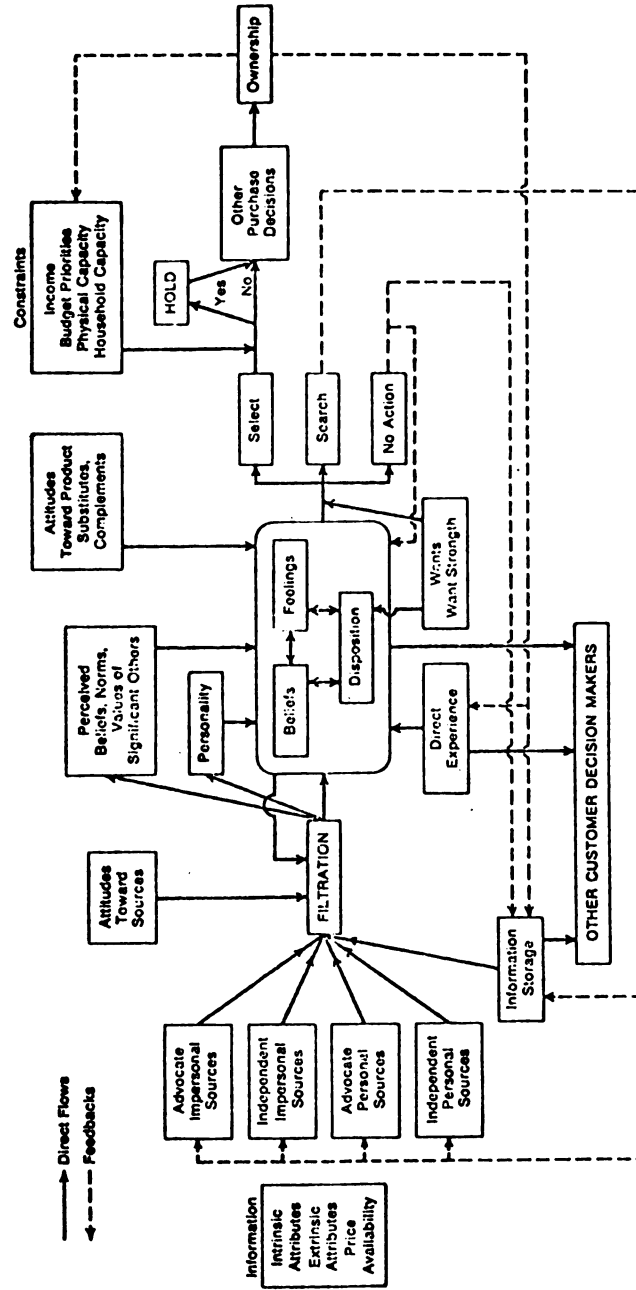 Direct Flows
Feedbacks
Information
Intrinsic
Attributes
Extrinsic
Attributes
Price
Availability
Advocate
Impersonal
Sources
Independent
Impersonal
Sources
Advocate
Personal
Sources
Independent
Personal
Sources
Attitudes
Toward
Sources
FILTRATION
Information
Storage
Perceived
Beliefs, Norms,
Values of
Significant Others
Personality
Beliefs
Feelings
Disposition
Direct
Experience
OTHER CUSTOMER DECISION MAKERS
Attitudes
Toward Product
Substitutes,
Complements
Wants
Want Strength
Select
Search
No Action
Constraints
Income
Budget Priorities
Physical Capacity
Household Capacity
HOLD
Yes
No
Other
Purchase
Decisions
Ownership